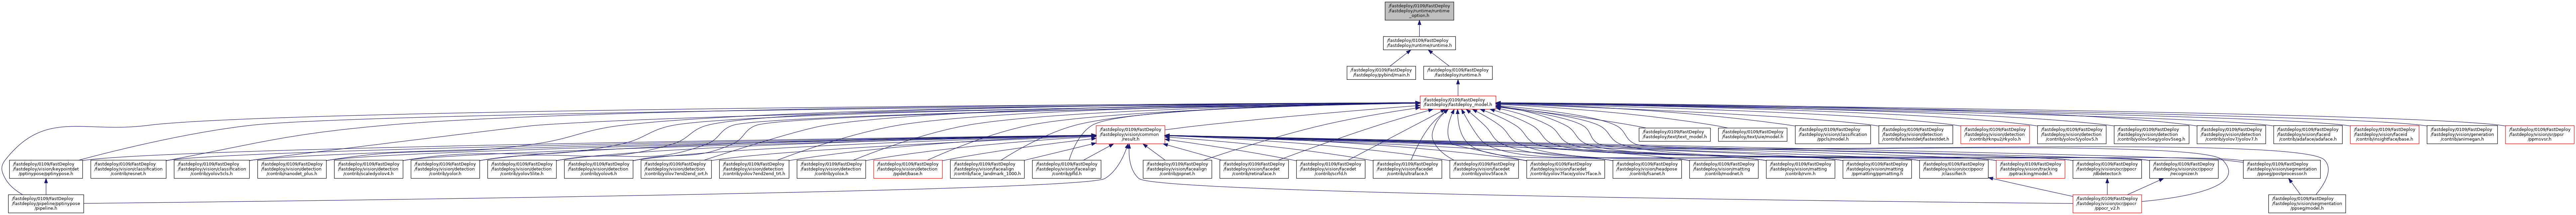 /fastdeploy/0109/FastDeploy
/fastdeploy/runtime/runtime
_option.h
/fastdeploy/0109/FastDeploy
/fastdeploy/runtime/runtime.h
/fastdeploy/0109/FastDeploy
/fastdeploy/pybind/main.h
/fastdeploy/0109/FastDeploy
/fastdeploy/runtime.h
/fastdeploy/0109/FastDeploy
/fastdeploy/fastdeploy_model.h
/fastdeploy/0109/FastDeploy
/fastdeploy/vision/common
/result.h
/fastdeploy/0109/FastDeploy
/fastdeploy/text/text_model.h
/fastdeploy/0109/FastDeploy
/fastdeploy/text/uie/model.h
/fastdeploy/0109/FastDeploy
/fastdeploy/vision/classification
/ppcls/model.h
/fastdeploy/0109/FastDeploy
/fastdeploy/vision/detection
/contrib/fastestdet/fastestdet.h
/fastdeploy/0109/FastDeploy
/fastdeploy/vision/detection
/contrib/rknpu2/rkyolo.h
/fastdeploy/0109/FastDeploy
/fastdeploy/vision/detection
/contrib/yolov5/yolov5.h
/fastdeploy/0109/FastDeploy
/fastdeploy/vision/detection
/contrib/yolov5seg/yolov5seg.h
/fastdeploy/0109/FastDeploy
/fastdeploy/vision/detection
/contrib/yolov7/yolov7.h
/fastdeploy/0109/FastDeploy
/fastdeploy/vision/faceid
/contrib/adaface/adaface.h
/fastdeploy/0109/FastDeploy
/fastdeploy/vision/faceid
/contrib/insightface/base.h
/fastdeploy/0109/FastDeploy
/fastdeploy/vision/generation
/contrib/animegan.h
/fastdeploy/0109/FastDeploy
/fastdeploy/vision/sr/ppsr
/ppmsvsr.h
/fastdeploy/0109/FastDeploy
/fastdeploy/vision/keypointdet
/pptinypose/pptinypose.h
/fastdeploy/0109/FastDeploy
/fastdeploy/vision/classification
/contrib/resnet.h
/fastdeploy/0109/FastDeploy
/fastdeploy/vision/classification
/contrib/yolov5cls.h
/fastdeploy/0109/FastDeploy
/fastdeploy/vision/detection
/contrib/nanodet_plus.h
/fastdeploy/0109/FastDeploy
/fastdeploy/vision/detection
/contrib/scaledyolov4.h
/fastdeploy/0109/FastDeploy
/fastdeploy/vision/detection
/contrib/yolor.h
/fastdeploy/0109/FastDeploy
/fastdeploy/vision/detection
/contrib/yolov5lite.h
/fastdeploy/0109/FastDeploy
/fastdeploy/vision/detection
/contrib/yolov6.h
/fastdeploy/0109/FastDeploy
/fastdeploy/vision/detection
/contrib/yolov7end2end_ort.h
/fastdeploy/0109/FastDeploy
/fastdeploy/vision/detection
/contrib/yolov7end2end_trt.h
/fastdeploy/0109/FastDeploy
/fastdeploy/vision/detection
/contrib/yolox.h
/fastdeploy/0109/FastDeploy
/fastdeploy/vision/detection
/ppdet/base.h
/fastdeploy/0109/FastDeploy
/fastdeploy/vision/facealign
/contrib/face_landmark_1000.h
/fastdeploy/0109/FastDeploy
/fastdeploy/vision/facealign
/contrib/pfld.h
/fastdeploy/0109/FastDeploy
/fastdeploy/vision/facealign
/contrib/pipnet.h
/fastdeploy/0109/FastDeploy
/fastdeploy/vision/facedet
/contrib/retinaface.h
/fastdeploy/0109/FastDeploy
/fastdeploy/vision/facedet
/contrib/scrfd.h
/fastdeploy/0109/FastDeploy
/fastdeploy/vision/facedet
/contrib/ultraface.h
/fastdeploy/0109/FastDeploy
/fastdeploy/vision/facedet
/contrib/yolov5face.h
/fastdeploy/0109/FastDeploy
/fastdeploy/vision/facedet
/contrib/yolov7face/yolov7face.h
/fastdeploy/0109/FastDeploy
/fastdeploy/vision/headpose
/contrib/fsanet.h
/fastdeploy/0109/FastDeploy
/fastdeploy/vision/matting
/contrib/modnet.h
/fastdeploy/0109/FastDeploy
/fastdeploy/vision/matting
/contrib/rvm.h
/fastdeploy/0109/FastDeploy
/fastdeploy/vision/matting
/ppmatting/ppmatting.h
/fastdeploy/0109/FastDeploy
/fastdeploy/vision/ocr/ppocr
/classifier.h
/fastdeploy/0109/FastDeploy
/fastdeploy/vision/tracking
/pptracking/model.h
/fastdeploy/0109/FastDeploy
/fastdeploy/vision/ocr/ppocr
/dbdetector.h
/fastdeploy/0109/FastDeploy
/fastdeploy/vision/ocr/ppocr
/recognizer.h
/fastdeploy/0109/FastDeploy
/fastdeploy/vision/segmentation
/ppseg/postprocessor.h
/fastdeploy/0109/FastDeploy
/fastdeploy/pipeline/pptinypose
/pipeline.h
/fastdeploy/0109/FastDeploy
/fastdeploy/vision/ocr/ppocr
/ppocr_v2.h
/fastdeploy/0109/FastDeploy
/fastdeploy/vision/segmentation
/ppseg/model.h